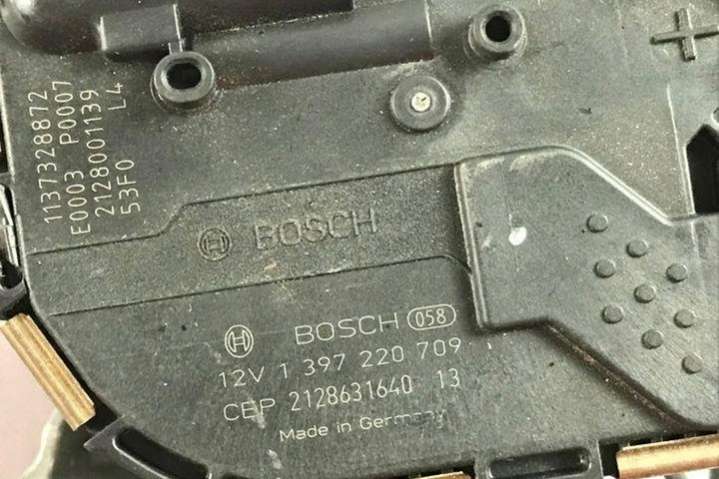 1137328872
E0003 P0007
2128001139
53F0 L4
BOSCH
BOSCH 058
12V 1 397 220 709
CEP 2128631640 13
Made in Germany